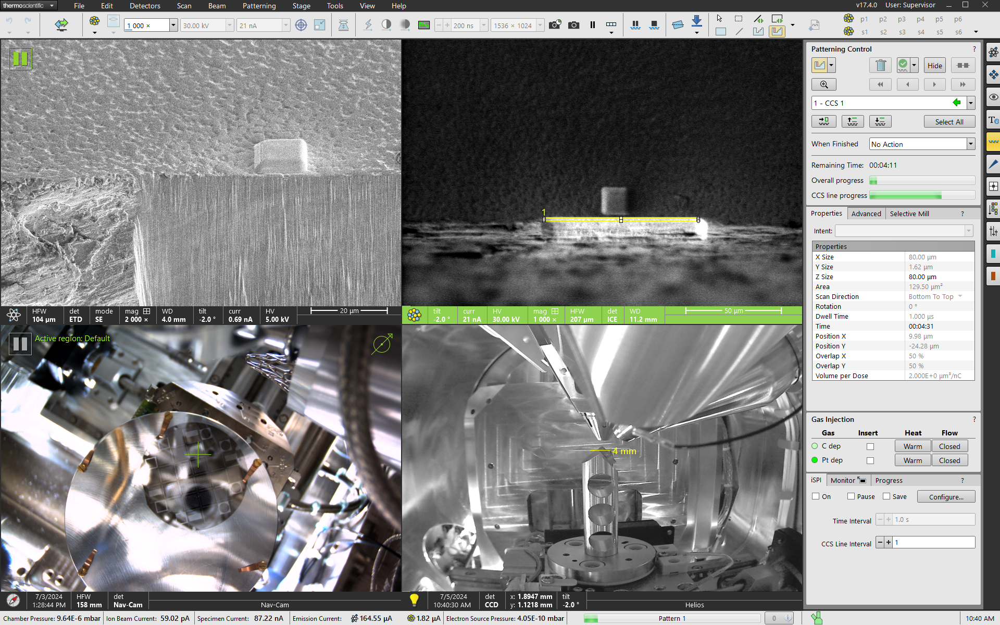 thermoscientific File Edit Detectors Scan Beam Patterning Stage Tools View Help v17.4.0 User: Supervisor
1 000 × 30.00 kV 21 nA 200 ns 1536 × 1024 p1 p2 p3 p4 p5 p6
s1 s2 s3 s4 s5 s6
Patterning Control ?
Hide
1 - CCS 1
Select All
When Finished No Action
Remaining Time: 00:04:11
Overall progress
CCS line progress
Properties Advanced Selective Mill ?
Intent:
Properties
X Size 80.00 µm
Y Size 1.62 µm
Z Size 80.00 µm
Area 129.50 µm²
Scan Direction Bottom To Top
Rotation 0 °
Dwell Time 1.000 µs
Time 00:04:31
Position X 9.98 µm
Position Y -24.28 µm
Overlap X 50 %
Overlap Y 50 %
Volume per Dose 2.000E+0 µm³/nC
Gas Injection ?
Gas Insert Heat Flow
C dep Warm Closed
Pt dep Warm Closed
iSPI Monitor Progress ?
On Pause Save Configure...
Time Interval 1.0 s
CCS Line Interval 1
1
HFW det mode mag WD tilt curr HV 20 µm
104 µm ETD SE 2 000 × 4.0 mm -2.0 ° 0.69 nA 5.00 kV
tilt curr HV mag HFW det WD 50 µm
-2.0 ° 21 nA 30.00 kV 1 000 × 207 µm ICE 11.2 mm
Active region: Default
4 mm
7/3/2024 HFW det
1:28:44 PM 158 mm Nav-Cam Nav-Cam
7/5/2024 det x: 1.8947 mm tilt
10:40:30 AM CCD y: 1.1218 mm -2.0 ° Helios
Chamber Pressure: 9.64E-6 mbar Ion Beam Current: 59.02 pA Specimen Current: 87.22 nA Emission Current: 164.55 µA 1.82 µA Electron Source Pressure: 4.05E-10 mbar Pattern 1 0 10:40 AM